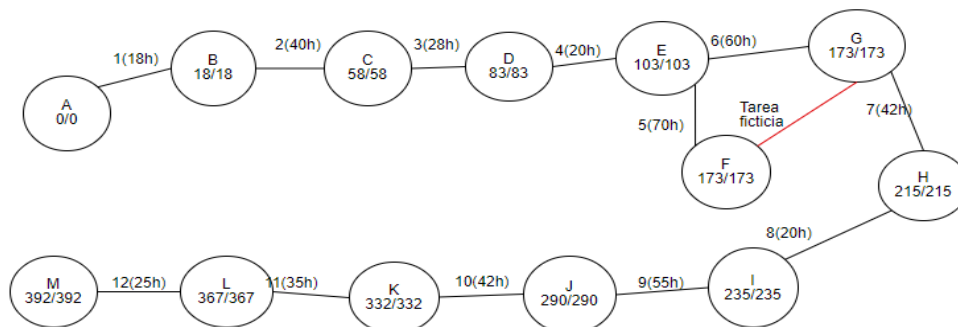 A
0/0
1(18h)
B
18/18
2(40h)
C
58/58
3(28h)
D
83/83
4(20h)
E
103/103
6(60h)
G
173/173
5(70h)
Tarea
ficticia
F
173/173
7(42h)
H
215/215
8(20h)
I
235/235
9(55h)
J
290/290
10(42h)
K
332/332
11(35h)
L
367/367
12(25h)
M
392/392